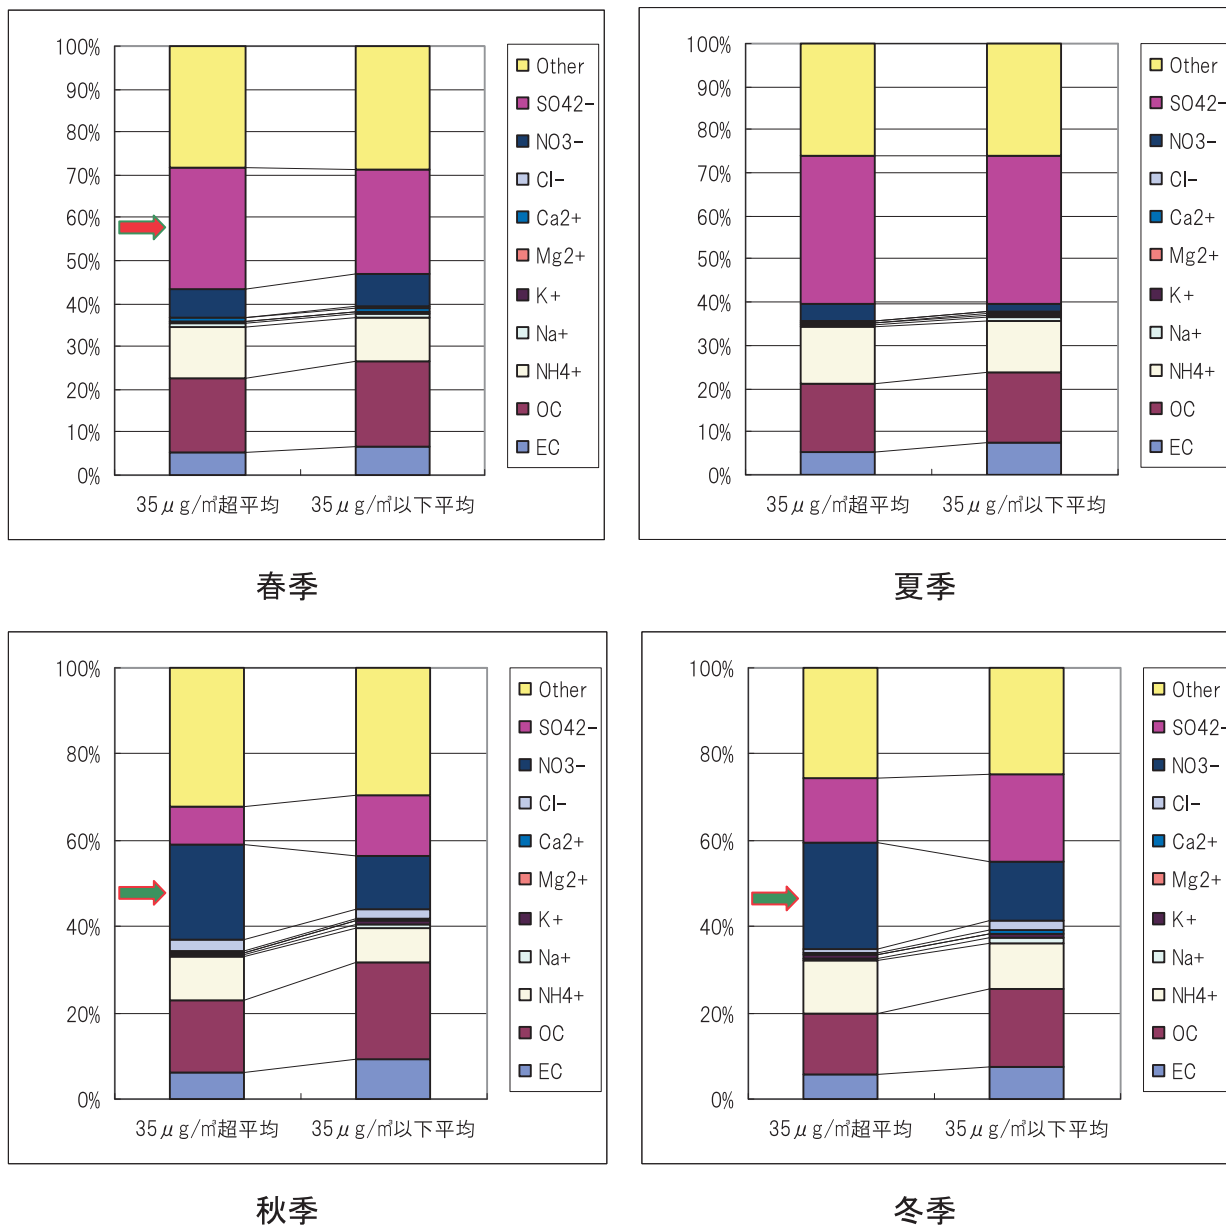 100%
90%
80%
70%
60%
50%
40%
30%
20%
10%
0%
35μg/㎥超平均 35μg/㎥以下平均
Other
SO42-
NO3-
Cl-
Ca2+
Mg2+
K+
Na+
NH4+
OC
EC
春季
100%
90%
80%
70%
60%
50%
40%
30%
20%
10%
0%
35μg/㎥超平均 35μg/㎥以下平均
Other
SO42-
NO3-
Cl-
Ca2+
Mg2+
K+
Na+
NH4+
OC
EC
夏季
100%
80%
60%
40%
20%
0%
35μg/㎥超平均 35μg/㎥以下平均
Other
SO42-
NO3-
Cl-
Ca2+
Mg2+
K+
Na+
NH4+
OC
EC
秋季
100%
80%
60%
40%
20%
0%
35μg/㎥超平均 35μg/㎥以下平均
Other
SO42-
NO3-
Cl-
Ca2+
Mg2+
K+
Na+
NH4+
OC
EC
冬季